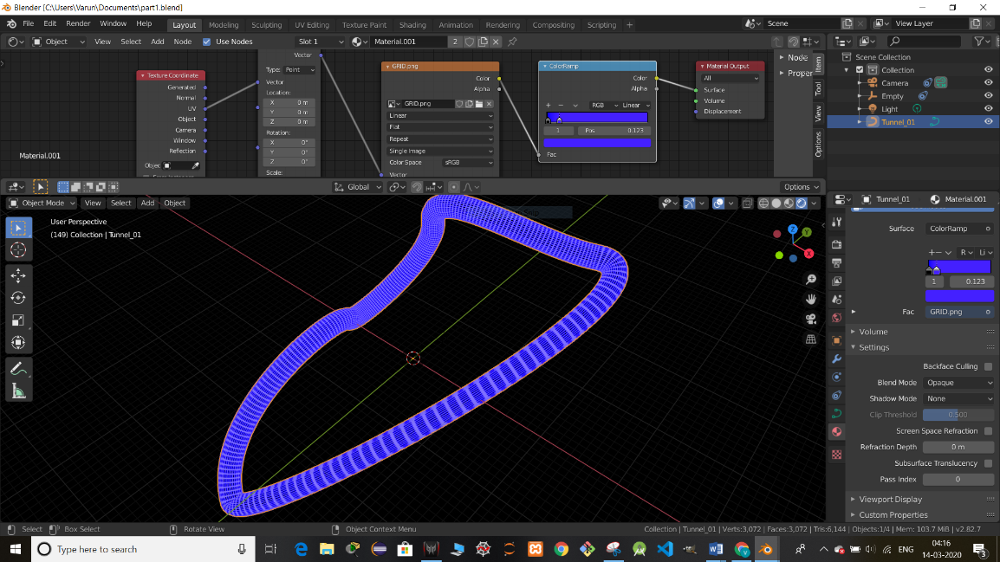 Blender [C:\Users\Varun\Documents\part1.blend]
File Edit Render Window Help Layout Modeling Sculpting UV Editing Texture Paint Shading Animation Rendering Compositing Scripting + Scene View Layer
Object View Select Add Node Use Nodes Slot 1 Material.001 2
Vector
Type: Point
Vector
Location:
X 0 m
Y 0 m
Z 0 m
Rotation:
X 0°
Y 0°
Z 0°
Scale:
Texture Coordinate
Generated
Normal
UV
Object
Camera
Window
Reflection
Objec
Material.001
GRID.png
Color
Alpha
GRID.png
Linear
Flat
Repeat
Single Image
Color Space sRGB
Vector
ColorRamp
Color
Alpha
+ − RGB Linear
1 Pos 0.123
Fac
Material Output
All
Surface
Volume
Displacement
Node
Proper
Item
Tool
View
Options
Scene Collection
Collection
Camera
Empty
Light
Tunnel_01
Global Options
Object Mode View Select Add Object
User Perspective
(149) Collection | Tunnel_01
Z
Y
X
Tunnel_01 Material.001
Surface ColorRamp
+ − R Li
1 0.123
Fac GRID.png
Volume
Settings
Backface Culling
Blend Mode Opaque
Shadow Mode None
Clip Threshold 0.500
Screen Space Refraction
Refraction Depth 0 m
Subsurface Translucency
Pass Index 0
Viewport Display
Custom Properties
Select Box Select Rotate View Object Context Menu Collection | Tunnel_01 | Verts:3,072 | Faces:3,072 | Tris:6,144 | Objects:1/4 | Mem: 103.7 MiB | v2.82.7
Type here to search
ENG
04:16
14-03-2020
3